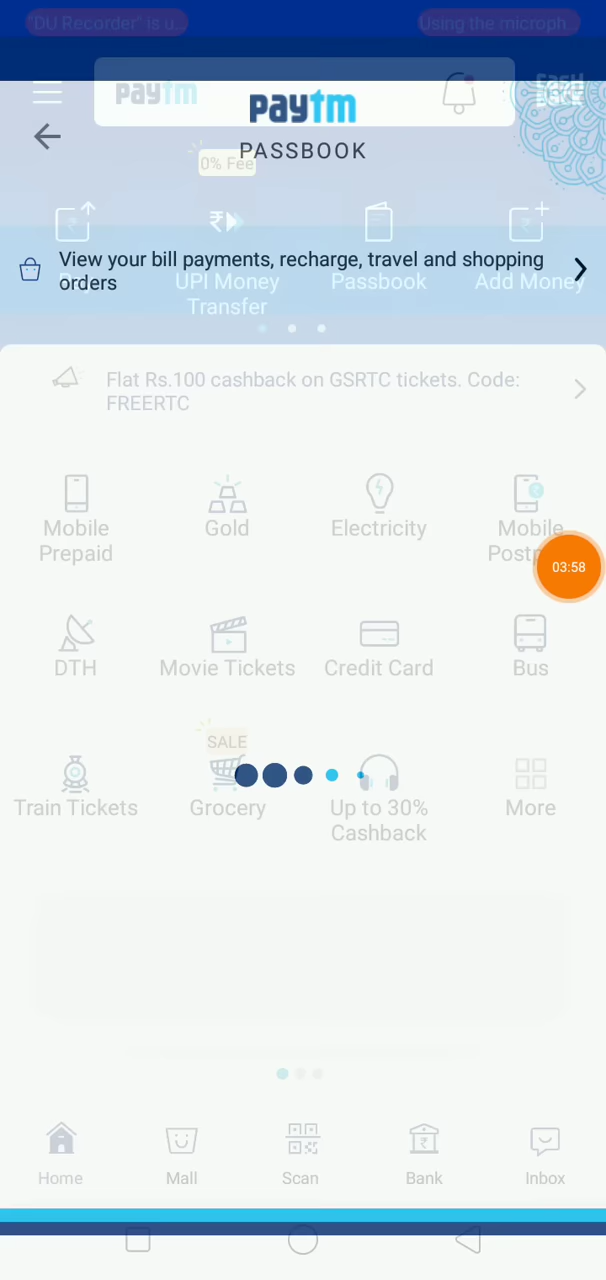 "DU Recorder" is u...
Using the microph...
paytm
paytm
PASSBOOK
0% Fee
View your bill payments, recharge, travel and shopping
orders
UPI Money
Transfer
Passbook
Add Money
Flat Rs.100 cashback on GSRTC tickets. Code:
FREERTC
Mobile
Prepaid
Gold
Electricity
Mobile
03:58
DTH
Movie Tickets
Credit Card
Bus
SALE
Train Tickets
Grocery
Up to 30%
Cashback
More
Home
Mall
Scan
Bank
Inbox